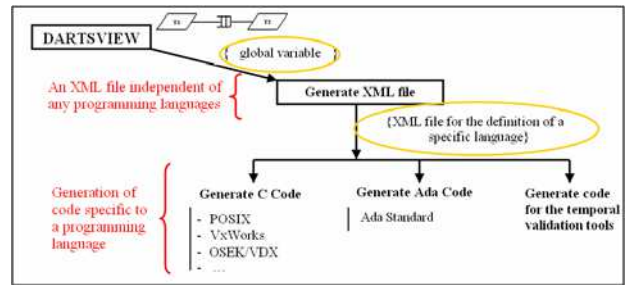 DARTSVIEW
{ global variable }
An XML file independent of
any programming languages
Generate XML file
{XML file for the definition of a
specific language}
Generation of
code specific to
a programming
language
Generate C Code
- POSIX
- VxWorks
- OSEK/VDX
- ...
Generate Ada Code
Ada Standard
Generate code
for the temporal
validation tools